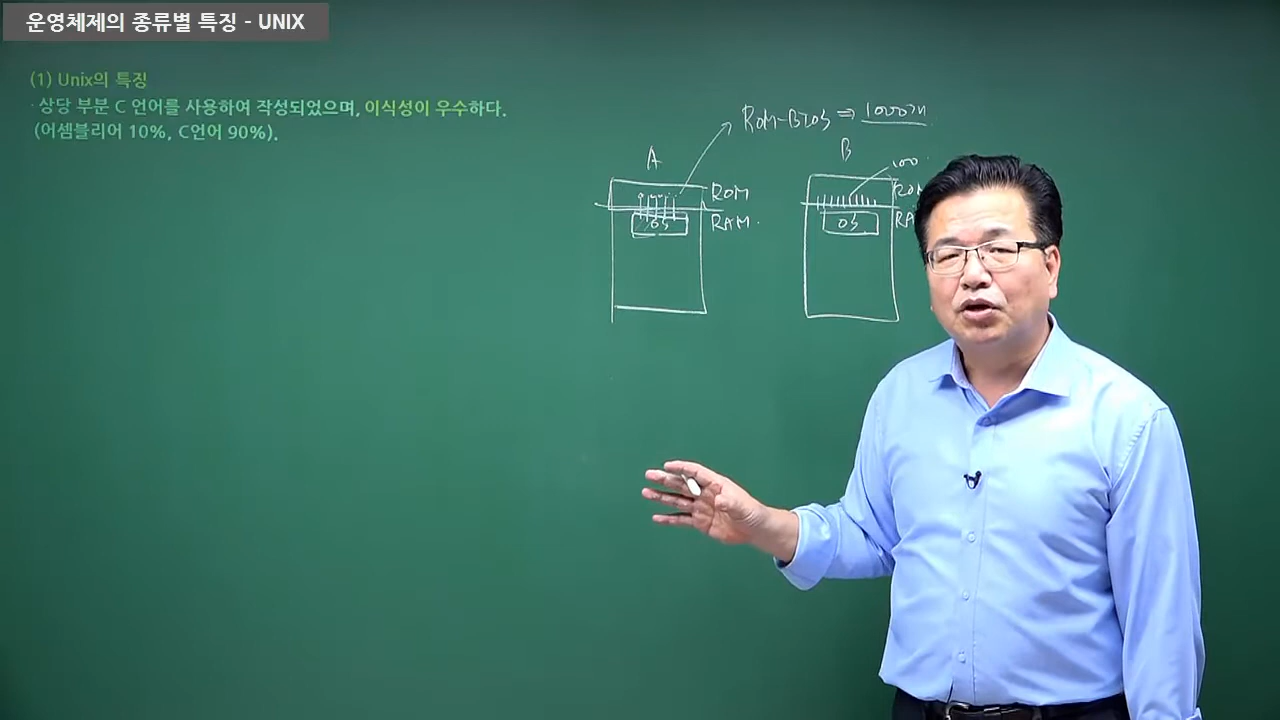 운영체제의 종류별 특징 - UNIX
(1) Unix의 특징
· 상당 부분 C 언어를 사용하여 작성되었으며, 이식성이 우수하다.
(어셈블리어 10%, C언어 90%).
ROM-BIOS ⇒ 1000개
A
B
100
ROM
RAM
OS
OS